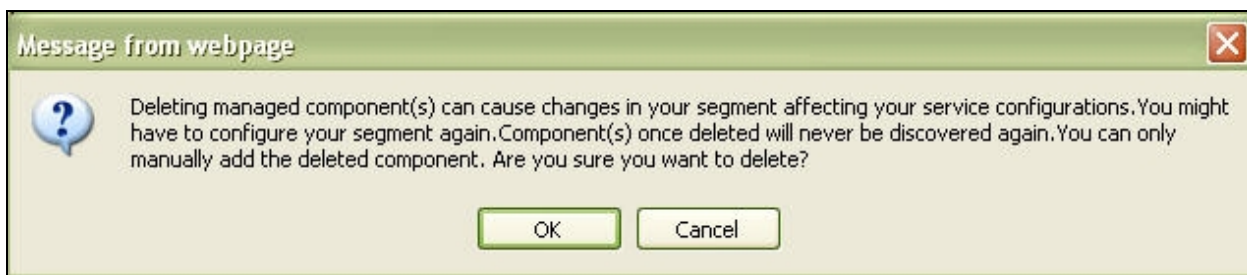 Message from webpage
Deleting managed component(s) can cause changes in your segment affecting your service configurations.You might
have to configure your segment again.Component(s) once deleted will never be discovered again.You can only
manually add the deleted component. Are you sure you want to delete?
OK
Cancel